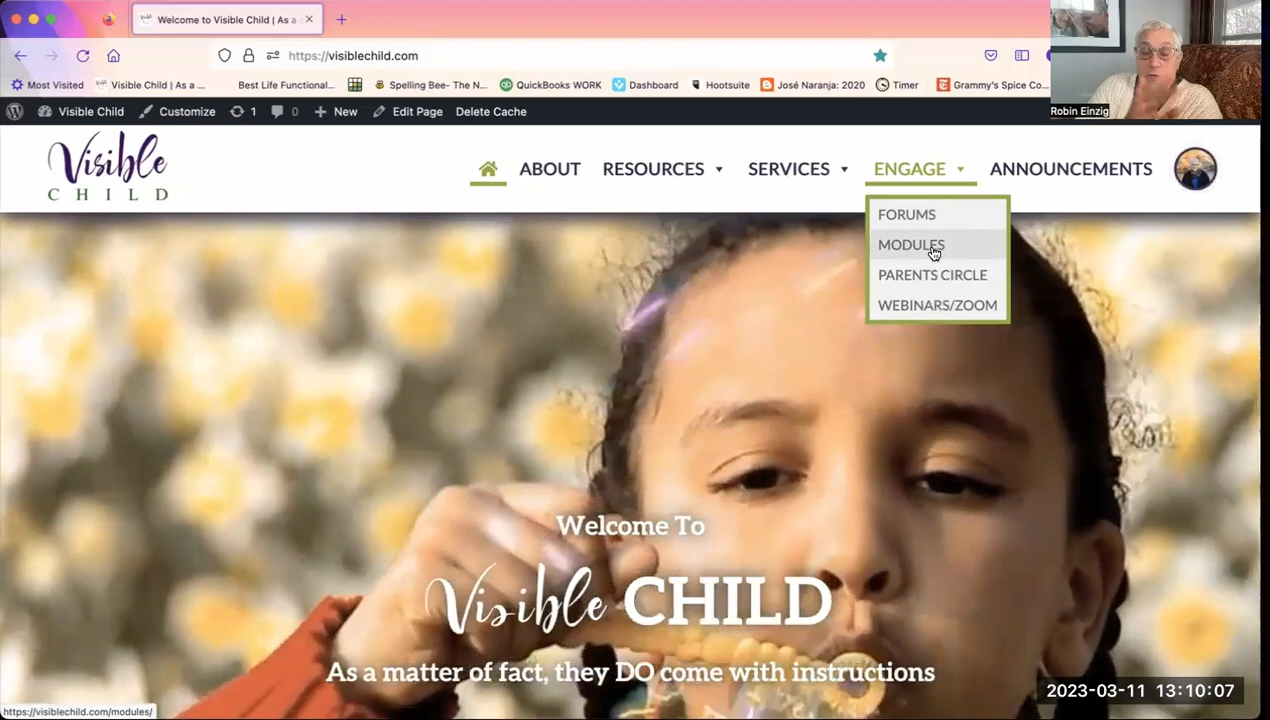 Welcome to Visible Child | As a
https://visiblechild.com
Most Visited
Visible Child | As a ...
Best Life Functional...
Spelling Bee- The N...
QuickBooks WORK
Dashboard
Hootsuite
José Naranja: 2020
Timer
Grammy's Spice Co...
Robin Einzig
Visible Child
Customize
1
0
New
Edit Page
Delete Cache
Visible
CHILD
ABOUT
RESOURCES
SERVICES
ENGAGE
ANNOUNCEMENTS
FORUMS
MODULES
PARENTS CIRCLE
WEBINARS/ZOOM
Welcome To
Visible CHILD
As a matter of fact, they DO come with instructions
2023-03-11 13:10:07
https://visiblechild.com/modules/